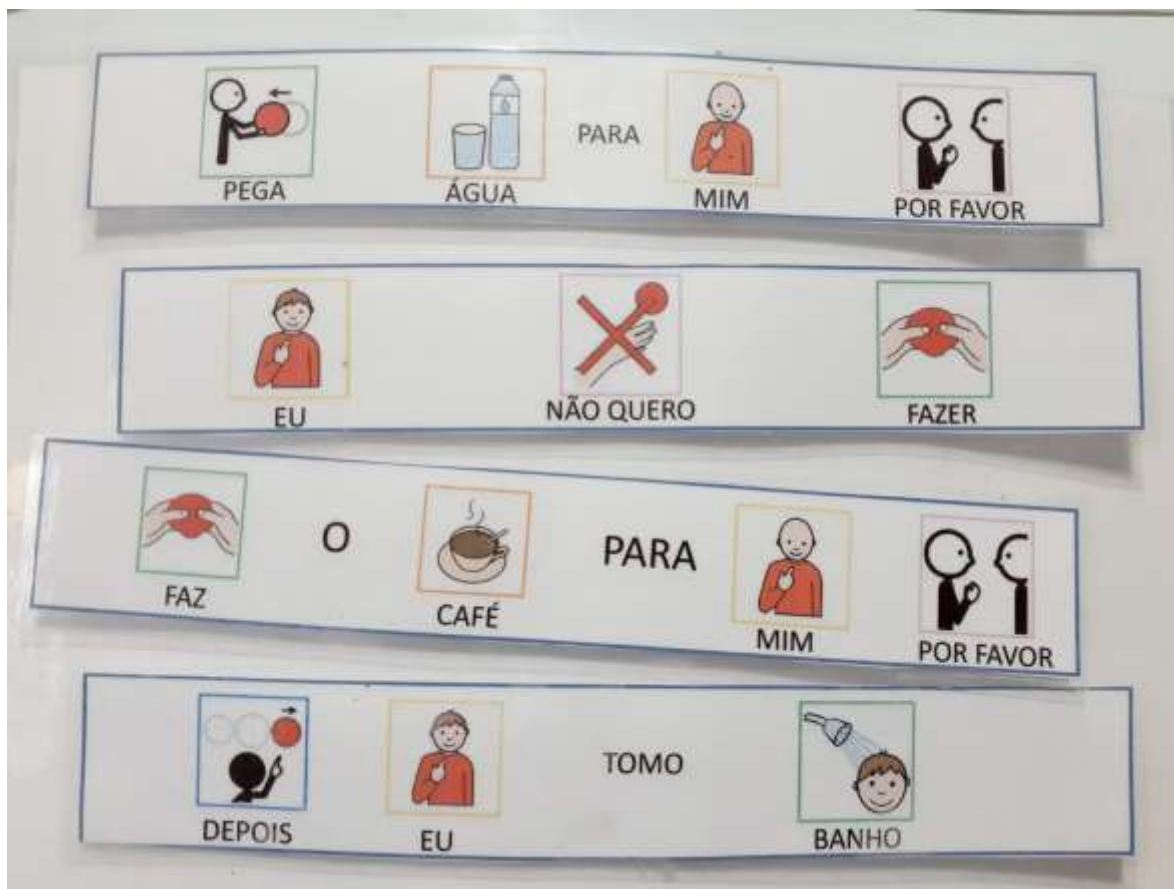 PEGA ÁGUA PARA MIM POR FAVOR
EU NÃO QUERO FAZER
FAZ O CAFÉ PARA MIM POR FAVOR
DEPOIS EU TOMO BANHO